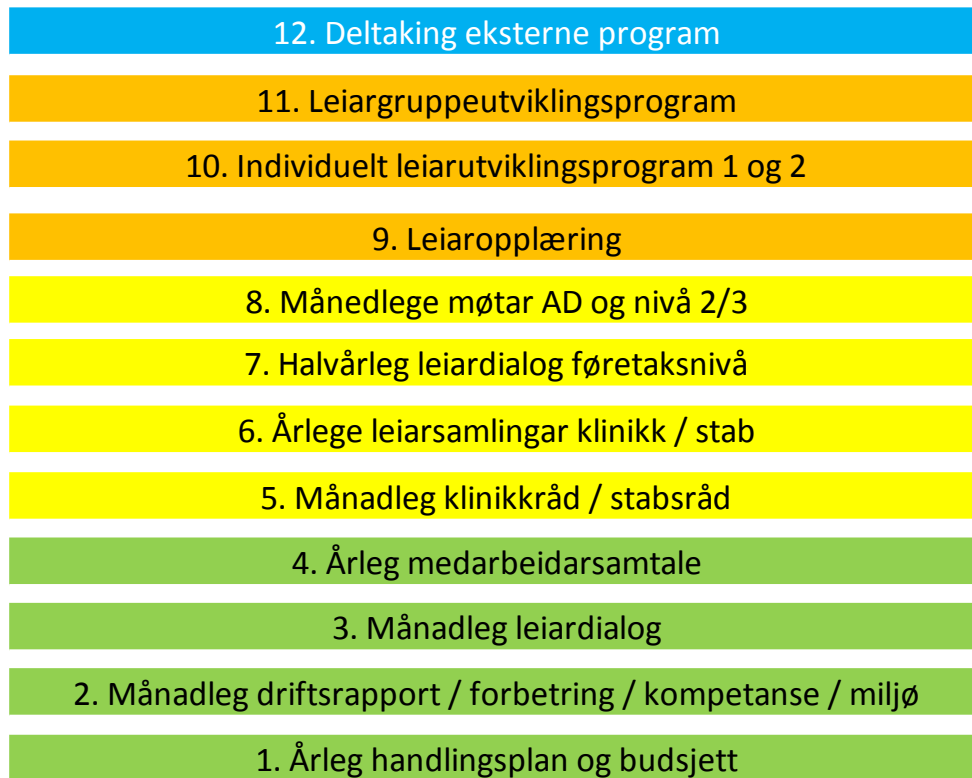 12. Deltaking eksterne program
11. Leiargruppeutviklingsprogram
10. Individuelt leiarutviklingsprogram 1 og 2
9. Leiaropplæring
8. Månedlege møtar AD og nivå 2/3
7. Halvårleg leiardialog føretaksnivå
6. Årlege leiarsamlingar klinikk / stab
5. Månadleg klinikkråd / stabsråd
4. Årleg medarbeidarsamtale
3. Månadleg leiardialog
2. Månadleg driftsrapport / forbetring / kompetanse / miljø
1. Årleg handlingsplan og budsjett